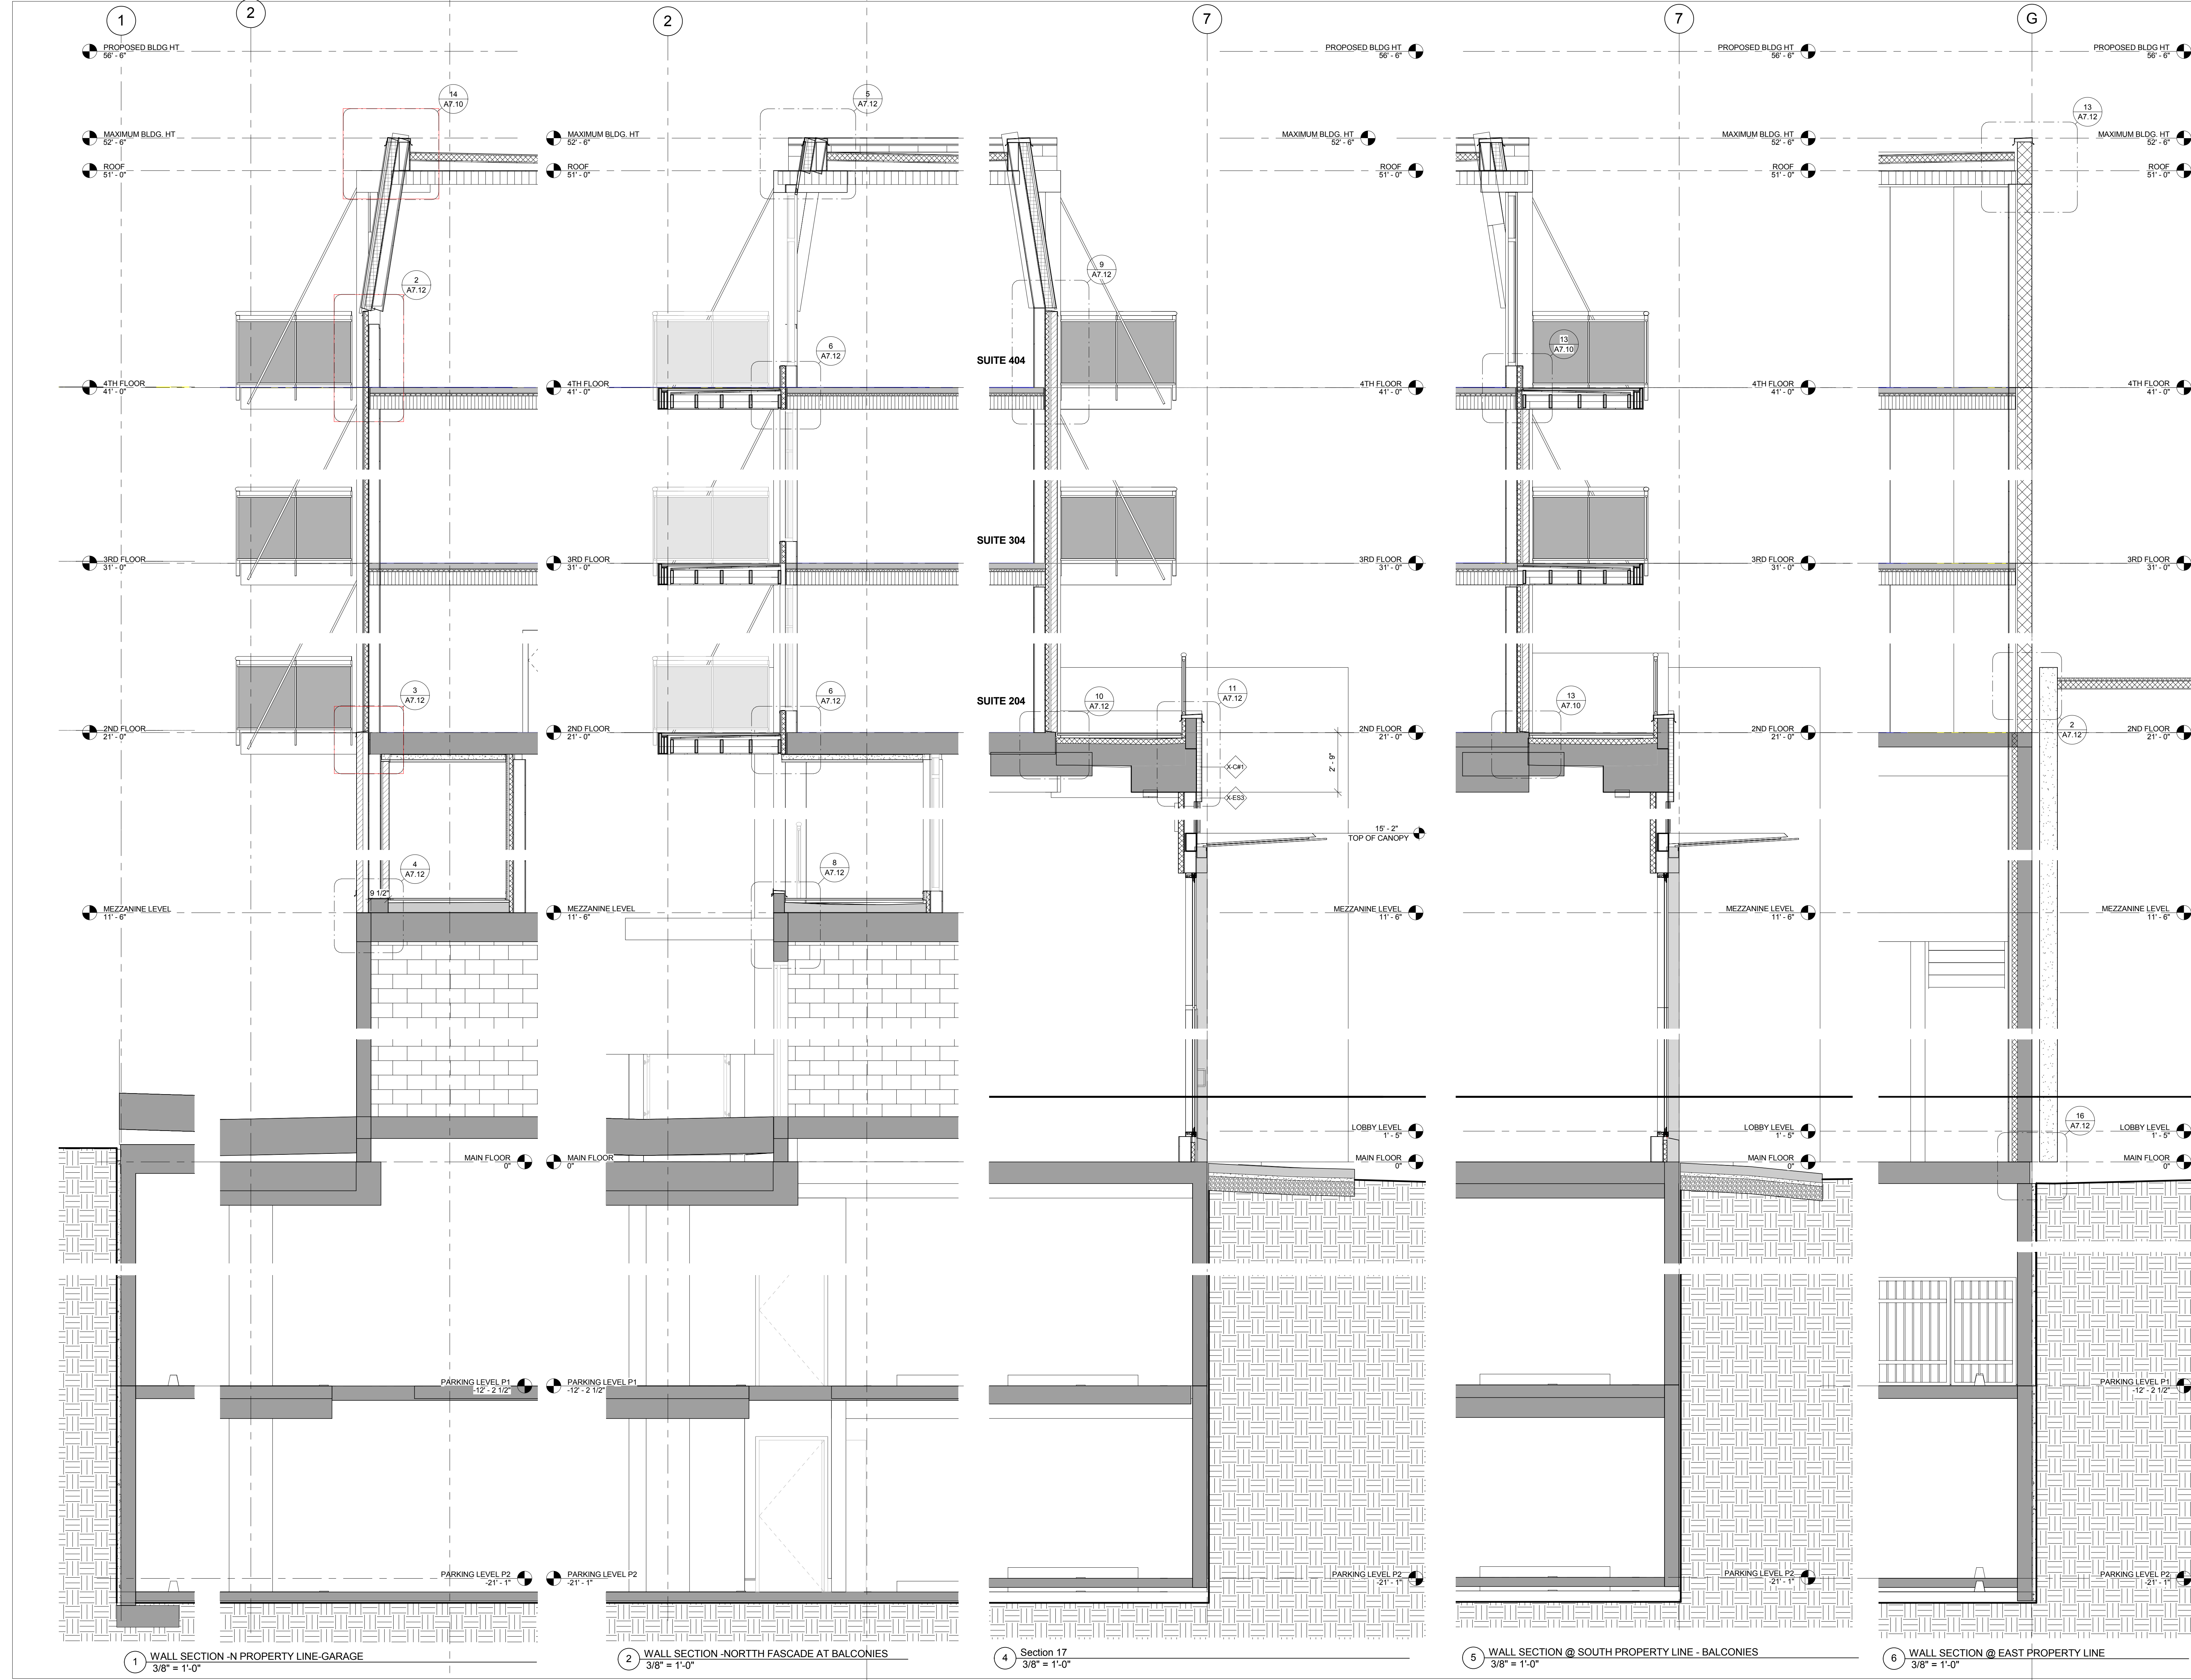 1
2
2
7
7
G
PROPOSED BLDG HT
56' - 6"
PROPOSED BLDG HT
56' - 6"
PROPOSED BLDG HT
56' - 6"
PROPOSED BLDG HT
56' - 6"
14
A7.10
5
A7.12
13
A7.12
MAXIMUM BLDG. HT
52' - 6"
MAXIMUM BLDG. HT
52' - 6"
MAXIMUM BLDG. HT
52' - 6"
MAXIMUM BLDG. HT
52' - 6"
MAXIMUM BLDG. HT
52' - 6"
ROOF
51' - 0"
ROOF
51' - 0"
ROOF
51' - 0"
ROOF
51' - 0"
ROOF
51' - 0"
2
A7.12
9
A7.12
6
A7.12
13
A7.10
SUITE 404
4TH FLOOR
41' - 0"
4TH FLOOR
41' - 0"
4TH FLOOR
41' - 0"
4TH FLOOR
41' - 0"
4TH FLOOR
41' - 0"
SUITE 304
3RD FLOOR
31' - 0"
3RD FLOOR
31' - 0"
3RD FLOOR
31' - 0"
3RD FLOOR
31' - 0"
3RD FLOOR
31' - 0"
3
A7.12
6
A7.12
SUITE 204
10
A7.12
11
A7.12
13
A7.10
2
A7.12
2ND FLOOR
21' - 0"
2ND FLOOR
21' - 0"
2ND FLOOR
21' - 0"
2ND FLOOR
21' - 0"
2ND FLOOR
21' - 0"
X-C#1
X-ES3
2' - 9"
15' - 2"
TOP OF CANOPY
4
A7.12
8
A7.12
9 1/2"
MEZZANINE LEVEL
11' - 6"
MEZZANINE LEVEL
11' - 6"
MEZZANINE LEVEL
11' - 6"
MEZZANINE LEVEL
11' - 6"
MEZZANINE LEVEL
11' - 6"
16
A7.12
LOBBY LEVEL
1' - 5"
LOBBY LEVEL
1' - 5"
LOBBY LEVEL
1' - 5"
MAIN FLOOR
0"
MAIN FLOOR
0"
MAIN FLOOR
0"
MAIN FLOOR
0"
MAIN FLOOR
0"
PARKING LEVEL P1
-12' - 2 1/2"
PARKING LEVEL P1
-12' - 2 1/2"
PARKING LEVEL P1
-12' - 2 1/2"
PARKING LEVEL P2
-21' - 1"
PARKING LEVEL P2
-21' - 1"
PARKING LEVEL P2
-21' - 1"
PARKING LEVEL P2
-21' - 1"
PARKING LEVEL P2
-21' - 1"
1
WALL SECTION -N PROPERTY LINE-GARAGE
3/8" = 1'-0"
2
WALL SECTION -NORTTH FASCADE AT BALCONIES
3/8" = 1'-0"
4
Section 17
3/8" = 1'-0"
5
WALL SECTION @ SOUTH PROPERTY LINE - BALCONIES
3/8" = 1'-0"
6
WALL SECTION @ EAST PROPERTY LINE
3/8" = 1'-0"